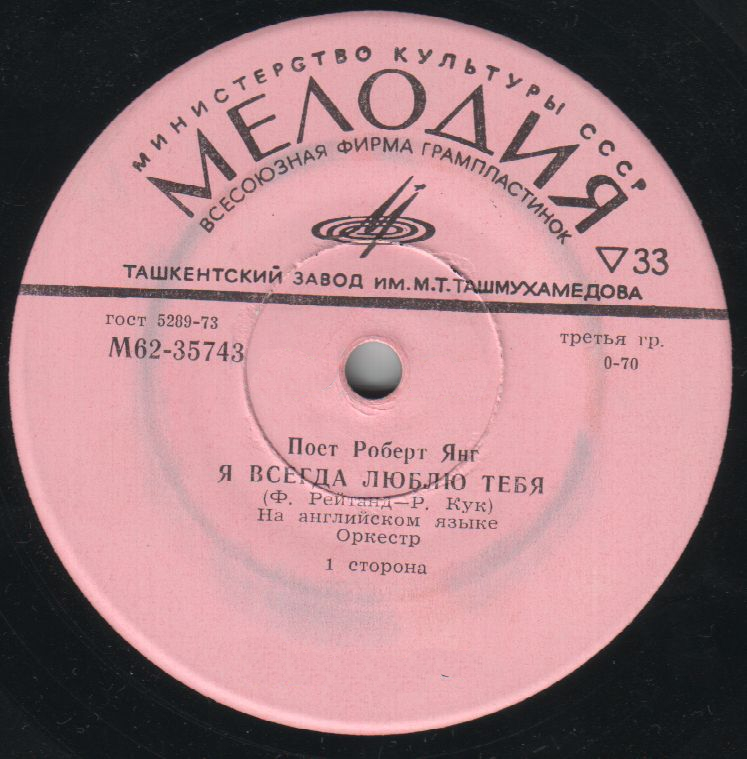 МИНИСТЕРСТВО КУЛЬТУРЫ СССР
МЕЛОДИЯ
ВСЕСОЮЗНАЯ ФИРМА ГРАМПЛАСТИНОК
33
ТАШКЕНТСКИЙ ЗАВОД ИМ. М.Т. ТАШМУХАМЕДОВА
гост 5289-73
М62-35743
третья гр.
0-70
Поет Роберт Янг
Я ВСЕГДА ЛЮБЛЮ ТЕБЯ
(Ф. Рейтанд—Р. Кук)
На английском языке
Оркестр
1 сторона